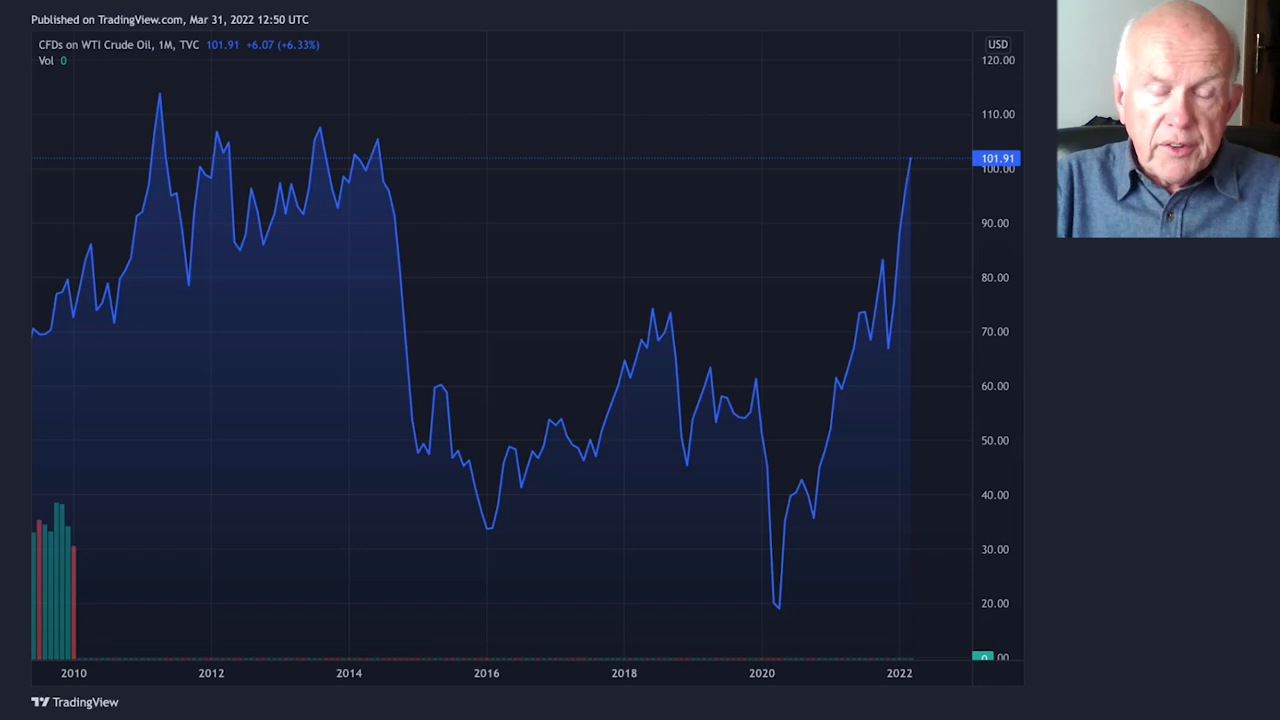 Published on TradingView.com, Mar 31, 2022 12:50 UTC
CFDs on WTI Crude Oil, 1M, TVC 101.91 +6.07 (+6.33%)
Vol 0
USD
120.00
110.00
101.91
100.00
90.00
80.00
70.00
60.00
50.00
40.00
30.00
20.00
0
2010 2012 2014 2016 2018 2020 2022
TradingView